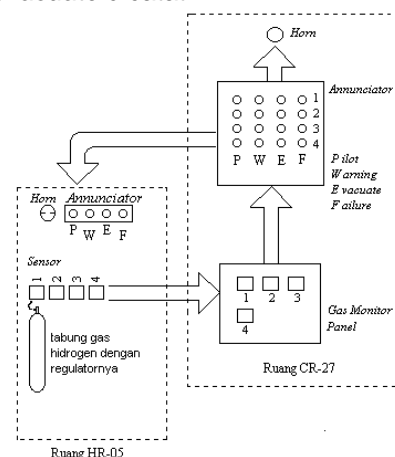 Horn
Annunciator
1
2
3
4
P W E F
Pilot
Warning
Evacuate
Failure
Horn Annunciator
P W E F
Sensor
1 2 3 4
1 2 3
4
Gas Monitor
Panel
tabung gas
hidrogen dengan
regulatornya
Ruang CR-27
Ruang HR-05